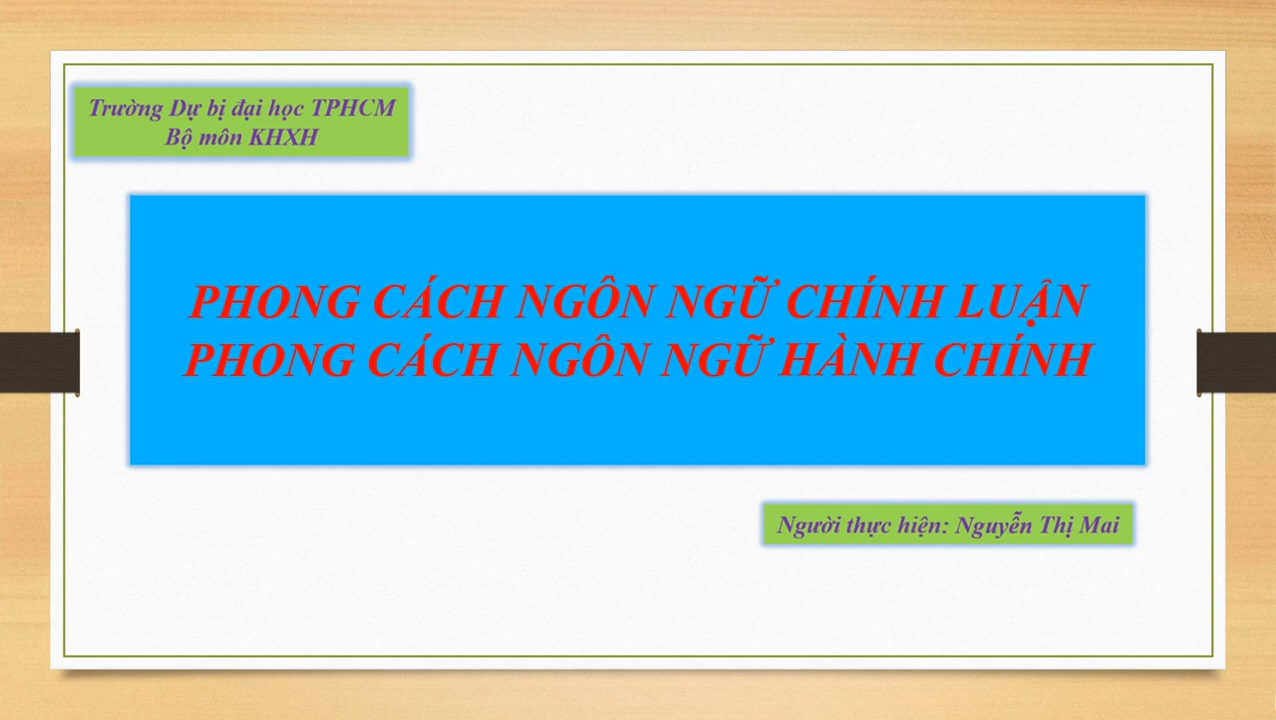 Trường Dự bị đại học TPHCM
Bộ môn KHXH
PHONG CÁCH NGÔN NGỮ CHÍNH LUẬN
PHONG CÁCH NGÔN NGỮ HÀNH CHÍNH
Người thực hiện: Nguyễn Thị Mai